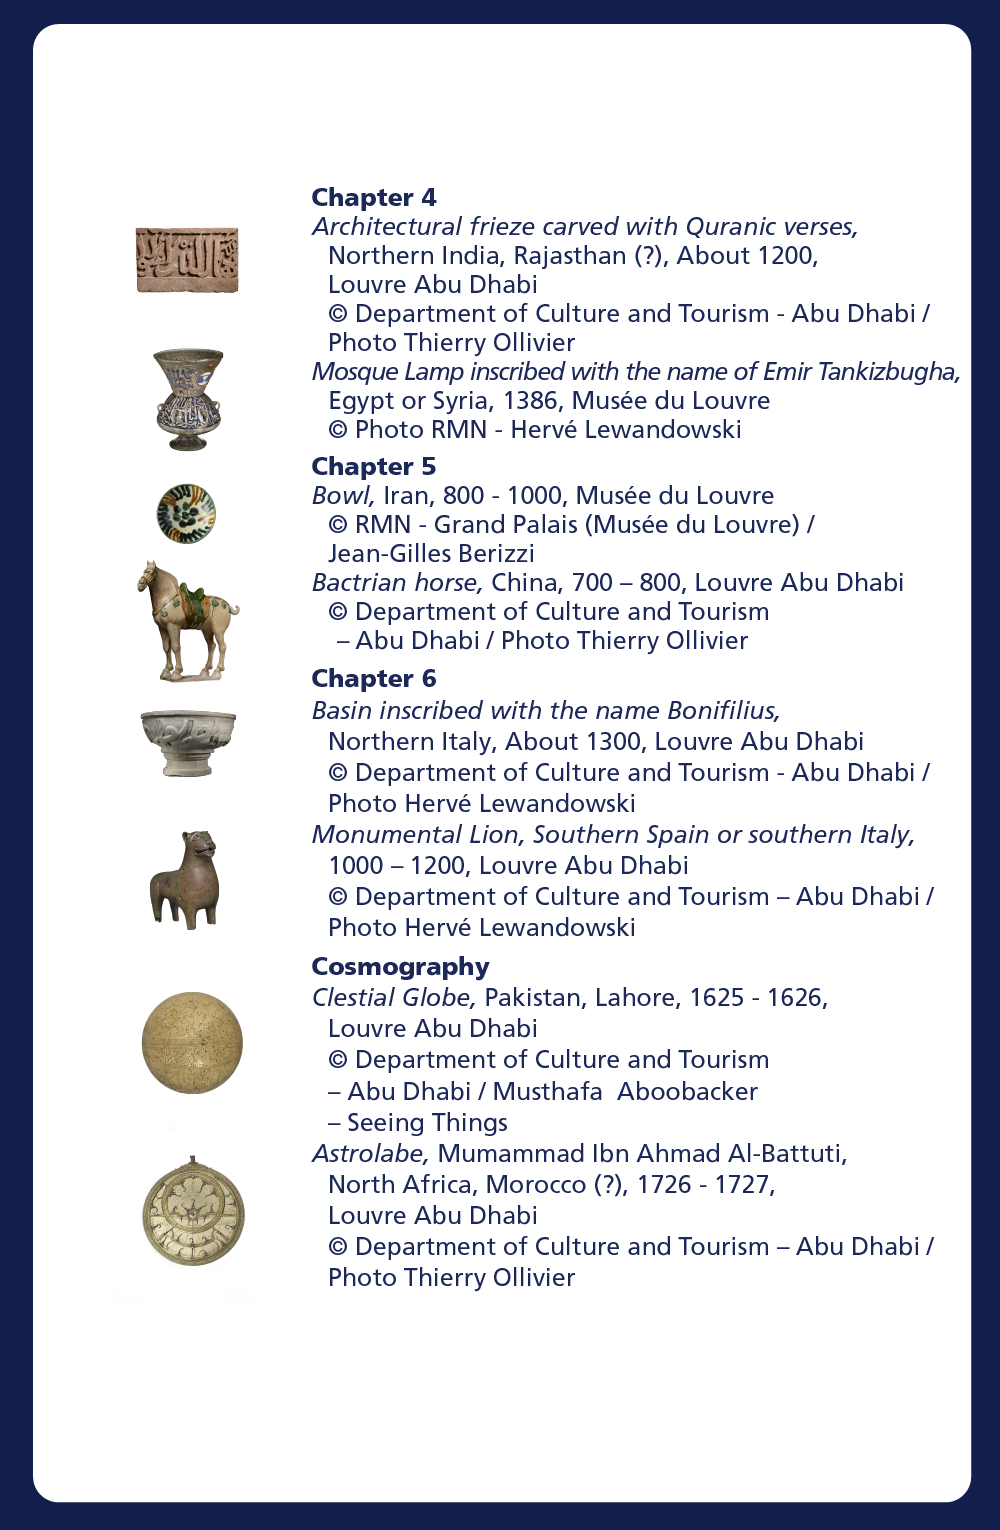 Chapter 4
Architectural frieze carved with Quranic verses,
Northern India, Rajasthan (?), About 1200,
Louvre Abu Dhabi
© Department of Culture and Tourism - Abu Dhabi /
Photo Thierry Ollivier
Mosque Lamp inscribed with the name of Emir Tankizbugha,
Egypt or Syria, 1386, Musée du Louvre
© Photo RMN - Hervé Lewandowski
Chapter 5
Bowl, Iran, 800 - 1000, Musée du Louvre
© RMN - Grand Palais (Musée du Louvre) /
Jean-Gilles Berizzi
Bactrian horse, China, 700 – 800, Louvre Abu Dhabi
© Department of Culture and Tourism
– Abu Dhabi / Photo Thierry Ollivier
Chapter 6
Basin inscribed with the name Bonifilius,
Northern Italy, About 1300, Louvre Abu Dhabi
© Department of Culture and Tourism - Abu Dhabi /
Photo Hervé Lewandowski
Monumental Lion, Southern Spain or southern Italy,
1000 – 1200, Louvre Abu Dhabi
© Department of Culture and Tourism – Abu Dhabi /
Photo Hervé Lewandowski
Cosmography
Clestial Globe, Pakistan, Lahore, 1625 - 1626,
Louvre Abu Dhabi
© Department of Culture and Tourism
– Abu Dhabi / Musthafa Aboobacker
– Seeing Things
Astrolabe, Mumammad Ibn Ahmad Al-Battuti,
North Africa, Morocco (?), 1726 - 1727,
Louvre Abu Dhabi
© Department of Culture and Tourism – Abu Dhabi /
Photo Thierry Ollivier